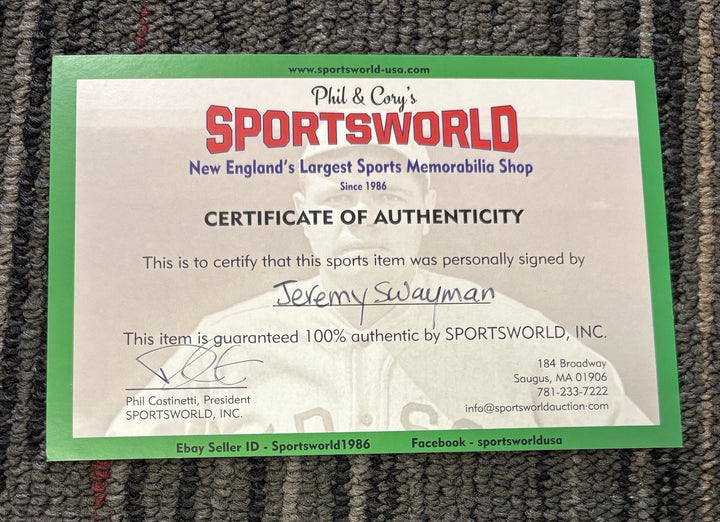 www.sportsworld-usa.com
Phil & Cory's
SPORTSWORLD
New England's Largest Sports Memorabilia Shop
Since 1986
CERTIFICATE OF AUTHENTICITY
This is to certify that this sports item was personally signed by
Jeremy Swayman
This item is guaranteed 100% authentic by SPORTSWORLD, INC.
Phil Castinetti, President
SPORTSWORLD, INC.
184 Broadway
Saugus, MA 01906
781-233-7222
info@sportsworldauction.com
Ebay Seller ID - Sportsworld1986
Facebook - sportsworldusa